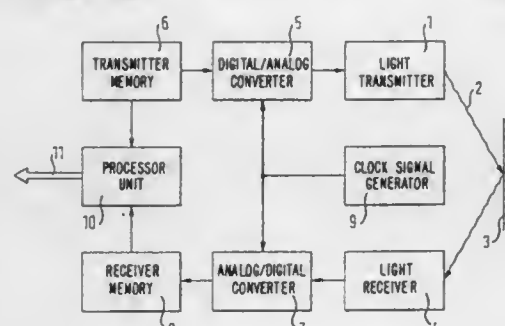 6
5
1
TRANSMITTER
MEMORY
DIGITAL/ANALOG
CONVERTER
LIGHT
TRANSMITTER
2
11
PROCESSOR
UNIT
10
CLOCK SIGNAL
GENERATOR
9
3
RECEIVER
MEMORY
ANALOG/DIGITAL
CONVERTER
LIGHT
RECEIVER